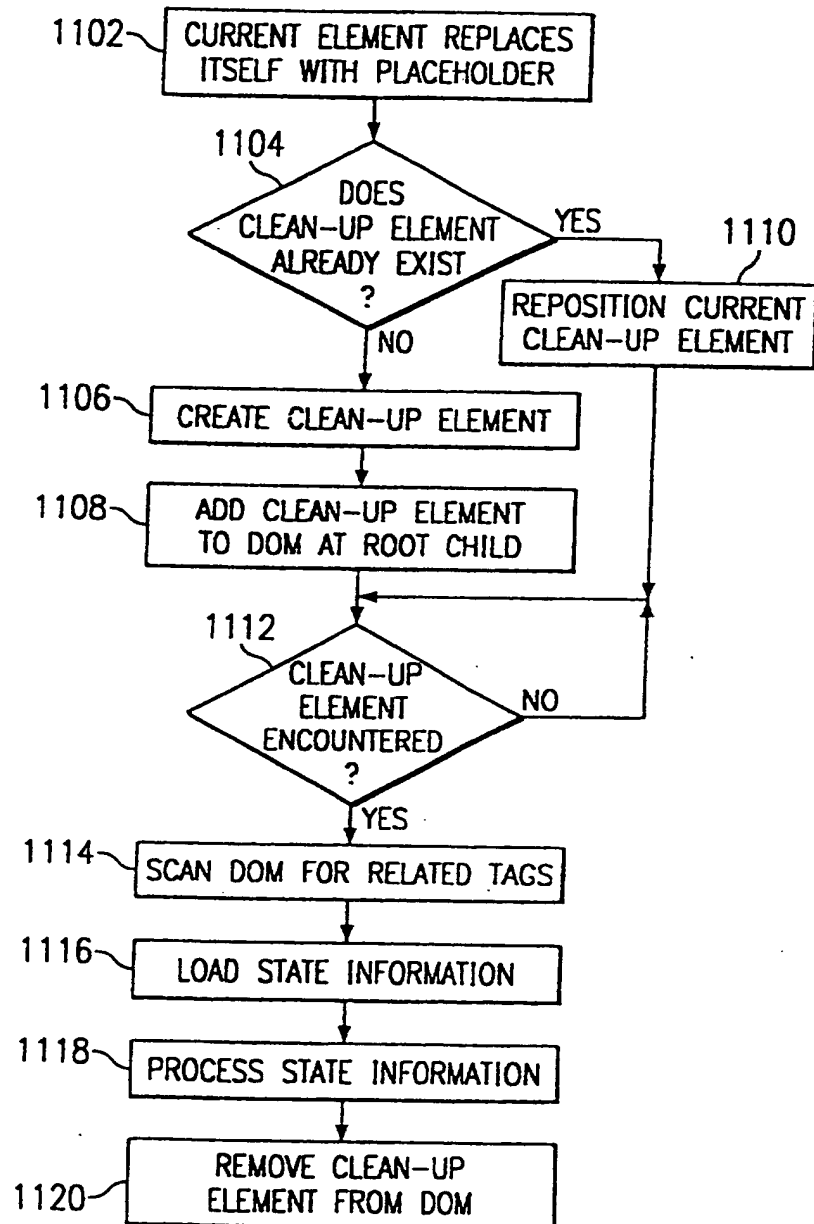 1102
CURRENT ELEMENT REPLACES
ITSELF WITH PLACEHOLDER
1104
DOES
CLEAN-UP ELEMENT
ALREADY EXIST
?
YES
NO
1110
REPOSITION CURRENT
CLEAN-UP ELEMENT
1106
CREATE CLEAN-UP ELEMENT
1108
ADD CLEAN-UP ELEMENT
TO DOM AT ROOT CHILD
1112
CLEAN-UP
ELEMENT
ENCOUNTERED
?
NO
YES
1114
SCAN DOM FOR RELATED TAGS
1116
LOAD STATE INFORMATION
1118
PROCESS STATE INFORMATION
1120
REMOVE CLEAN-UP
ELEMENT FROM DOM